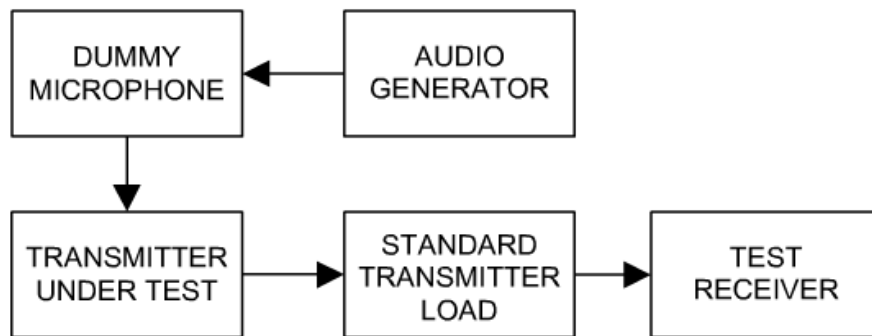 DUMMY
MICROPHONE
AUDIO
GENERATOR
TRANSMITTER
UNDER TEST
STANDARD
TRANSMITTER
LOAD
TEST
RECEIVER